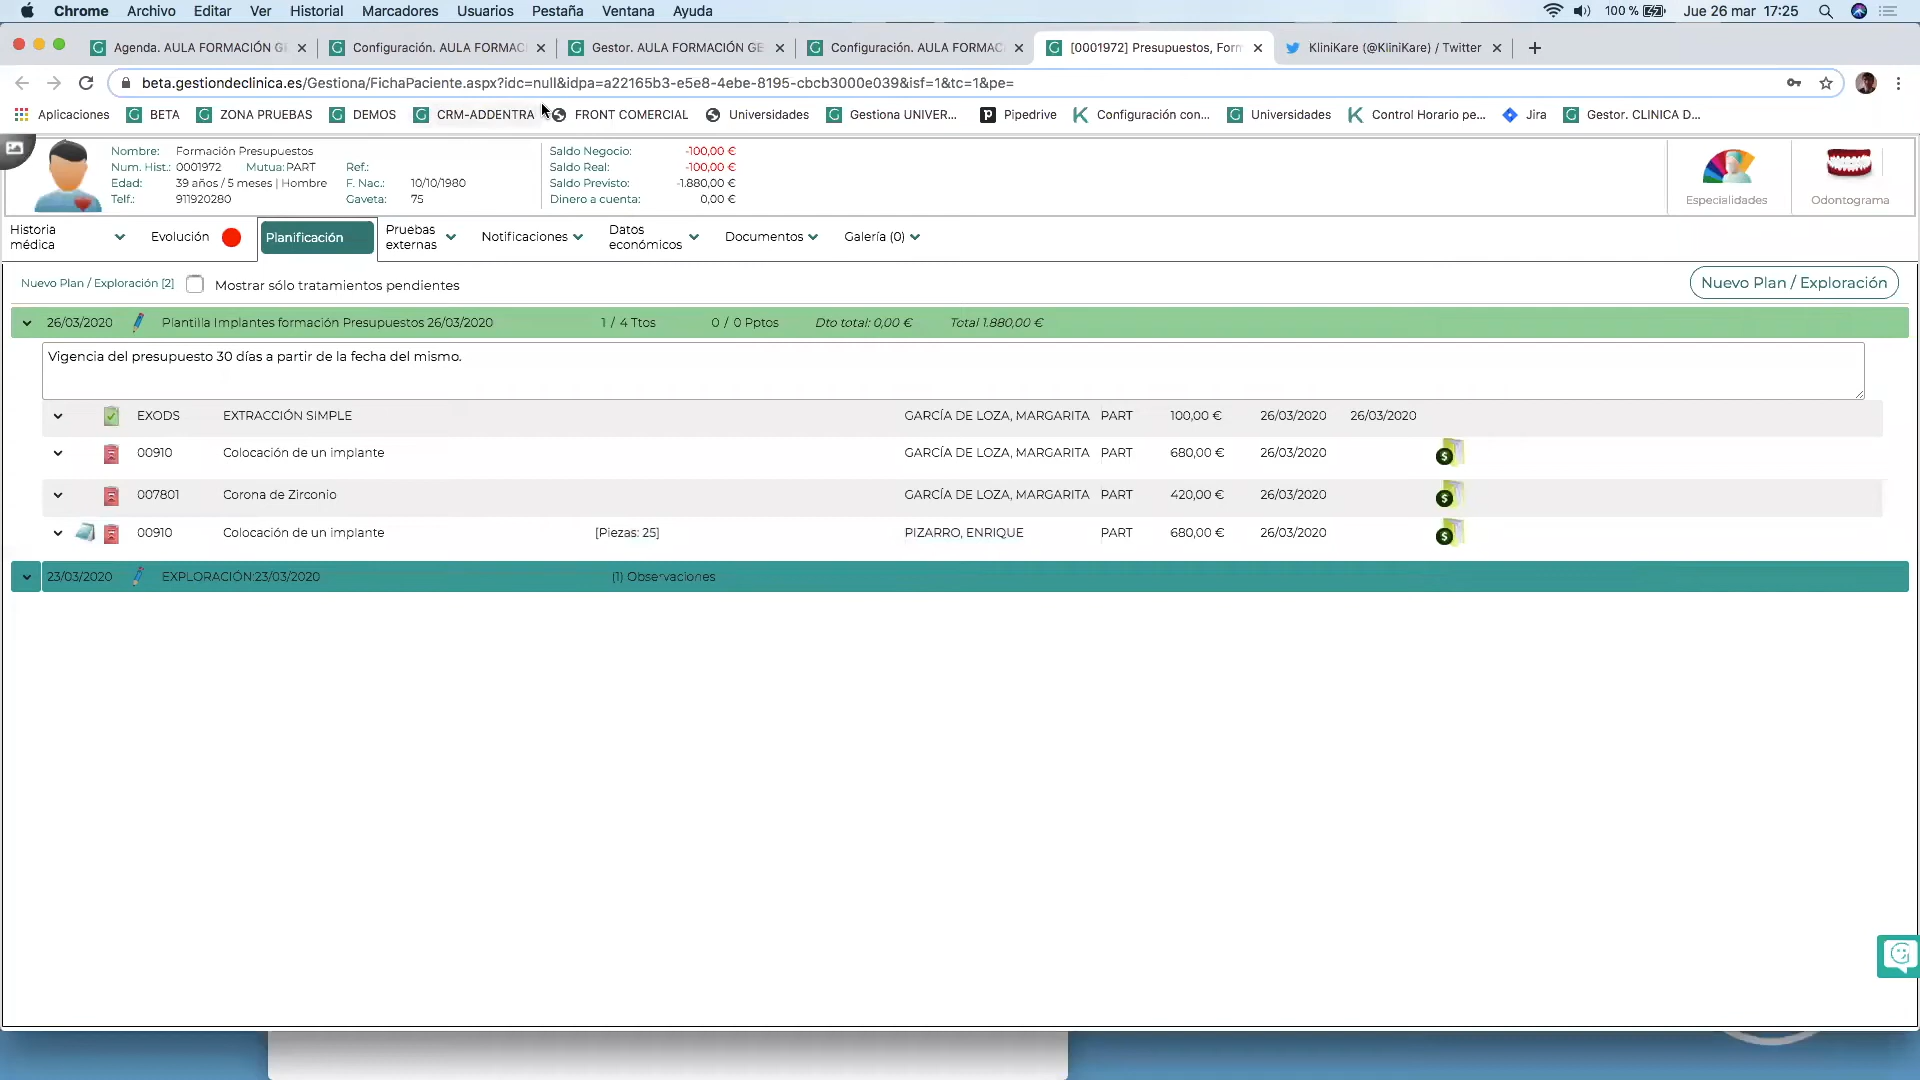 Chrome Archivo Editar Ver Historial Marcadores Usuarios Pestaña Ventana Ayuda 100 % Jue 26 mar 17:25
Agenda. AULA FORMACIÓN GE Configuración. AULA FORMAC Gestor. AULA FORMACIÓN GE Configuración. AULA FORMAC [0001972] Presupuestos, Form KliniKare (@KliniKare) / Twitter
beta.gestiondeclinica.es/Gestiona/FichaPaciente.aspx?idc=null&idpa=a22165b3-e5e8-4ebe-8195-cbcb3000e039&isf=1&tc=1&pe=
Aplicaciones BETA ZONA PRUEBAS DEMOS CRM-ADDENTRA FRONT COMERCIAL Universidades Gestiona UNIVER... Pipedrive Configuración con... Universidades Control Horario pe... Jira Gestor. CLINICA D...
Nombre: Formación Presupuestos Saldo Negocio: -100,00 €
Num. Hist.: 0001972 Mutua: PART Ref.: Saldo Real: -100,00 €
Edad: 39 años / 5 meses | Hombre F. Nac.: 10/10/1980 Saldo Previsto: -1.880,00 €
Telf.: 911920280 Gaveta: 75 Dinero a cuenta: 0,00 €
Especialidades Odontograma
Historia médica Evolución Planificación Pruebas externas Notificaciones Datos económicos Documentos Galería (0)
Nuevo Plan / Exploración [2] Mostrar sólo tratamientos pendientes Nuevo Plan / Exploración
26/03/2020 Plantilla Implantes formación Presupuestos 26/03/2020 1 / 4 Ttos 0 / 0 Pptos Dto total: 0,00 € Total 1.880,00 €
Vigencia del presupuesto 30 días a partir de la fecha del mismo.
EXODS EXTRACCIÓN SIMPLE GARCÍA DE LOZA, MARGARITA PART 100,00 € 26/03/2020 26/03/2020
00910 Colocación de un implante GARCÍA DE LOZA, MARGARITA PART 680,00 € 26/03/2020
007801 Corona de Zirconio GARCÍA DE LOZA, MARGARITA PART 420,00 € 26/03/2020
00910 Colocación de un implante [Piezas: 25] PIZARRO, ENRIQUE PART 680,00 € 26/03/2020
23/03/2020 EXPLORACIÓN:23/03/2020 (1) Observaciones